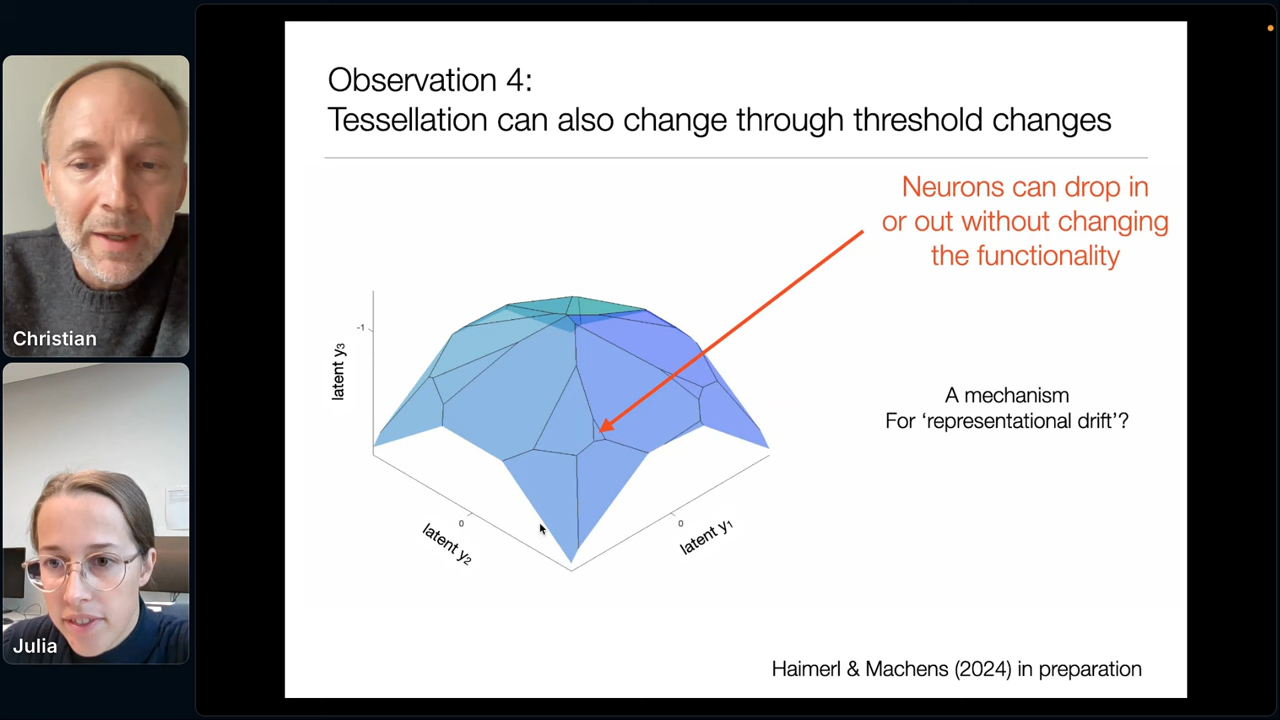 Christian
Julia
Observation 4:
Tessellation can also change through threshold changes
Neurons can drop in
or out without changing
the functionality
-1
latent y₃
0
latent y₂
0
latent y₁
A mechanism
For ‘representational drift’?
Haimerl & Machens (2024) in preparation